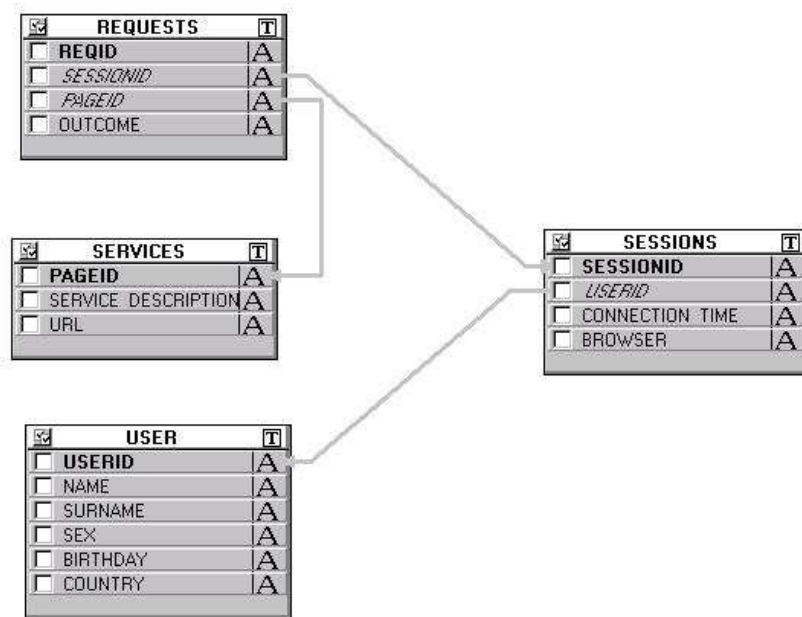 REQUESTS T
REQID A
SESSIONID A
PAGEID A
OUTCOME A
SERVICES T
PAGEID A
SERVICE DESCRIPTION A
URL A
SESSIONS T
SESSIONID A
USERID A
CONNECTION TIME A
BROWSER A
USER T
USERID A
NAME A
SURNAME A
SEX A
BIRTHDAY A
COUNTRY A